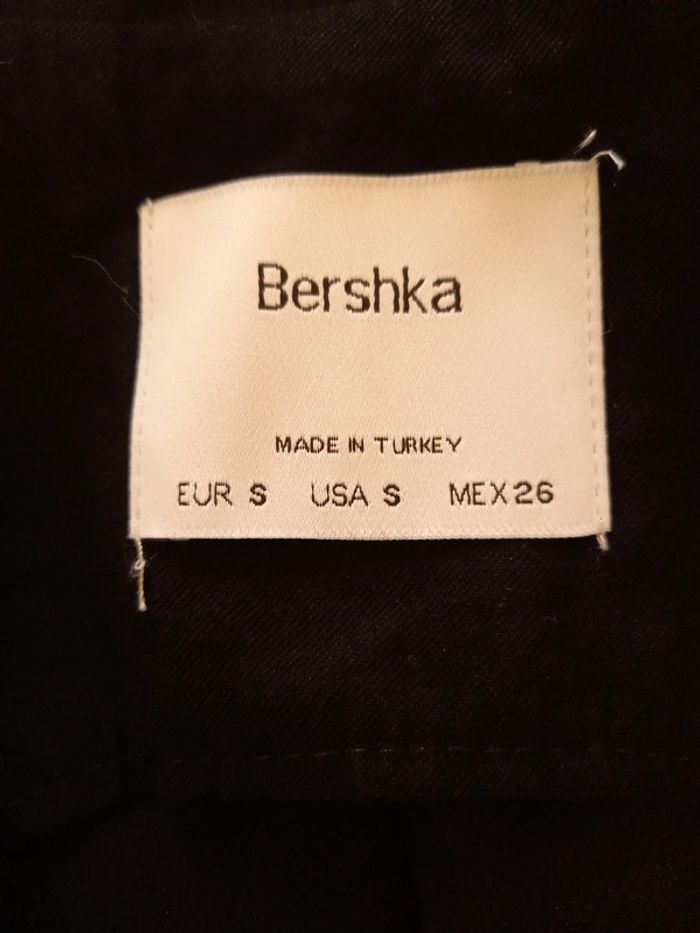 Bershka
MADE IN TURKEY
EUR S USA S MEX 26